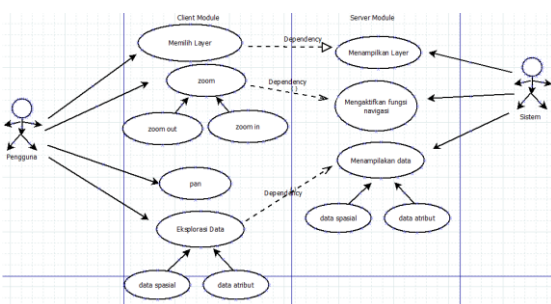 Client Module
Server Module
Memilih Layer
Dependency
Menampilkan Layer
zoom
Dependency
( )
Mengaktifkan fungsi
navigasi
Sistem
zoom out
zoom in
Pengguna
Menampilakan data
pan
Dependency
data spasial
data atribut
Eksplorasi Data
data spasial
data atribut